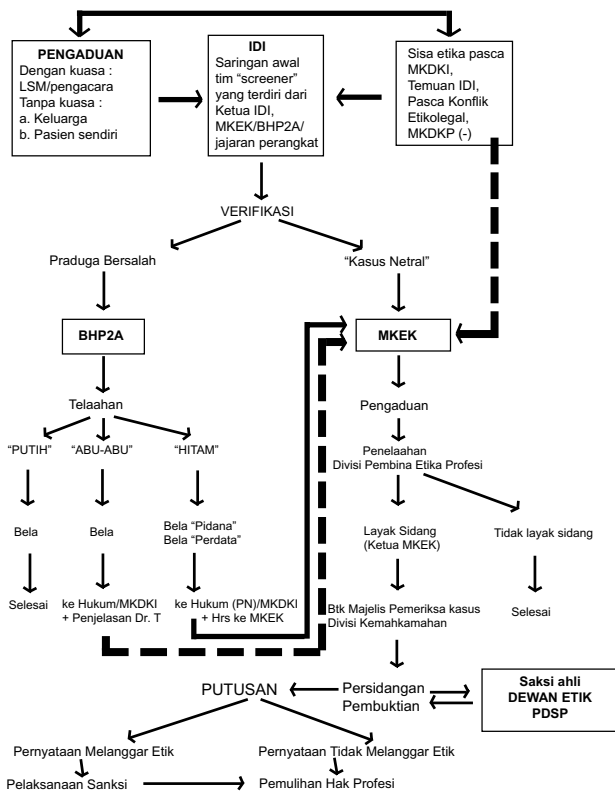 PENGADUAN
Dengan kuasa :
LSM/pengacara
Tanpa kuasa :
a. Keluarga
b. Pasien sendiri
IDI
Saringan awal
tim “screener”
yang terdiri dari
Ketua IDI,
MKEK/BHP2A/
jajaran perangkat
Sisa etika pasca
MKDKI,
Temuan IDI,
Pasca Konflik
Etikolegal,
MKDKP (-)
VERIFIKASI
Praduga Bersalah
“Kasus Netral”
BHP2A
MKEK
Telaahan
Pengaduan
“PUTIH”
“ABU-ABU”
“HITAM”
Penelaahan
Divisi Pembina Etika Profesi
Bela
Bela
Bela “Pidana”
Bela “Perdata”
Layak Sidang
(Ketua MKEK)
Tidak layak sidang
Selesai
ke Hukum/MKDKI
+ Penjelasan Dr. T
ke Hukum (PN)/MKDKI
+ Hrs ke MKEK
Btk Majelis Pemeriksa kasus
Divisi Kemahkamahan
Selesai
PUTUSAN
Persidangan
Pembuktian
Saksi ahli
DEWAN ETIK
PDSP
Pernyataan Melanggar Etik
Pernyataan Tidak Melanggar Etik
Pelaksanaan Sanksi
Pemulihan Hak Profesi